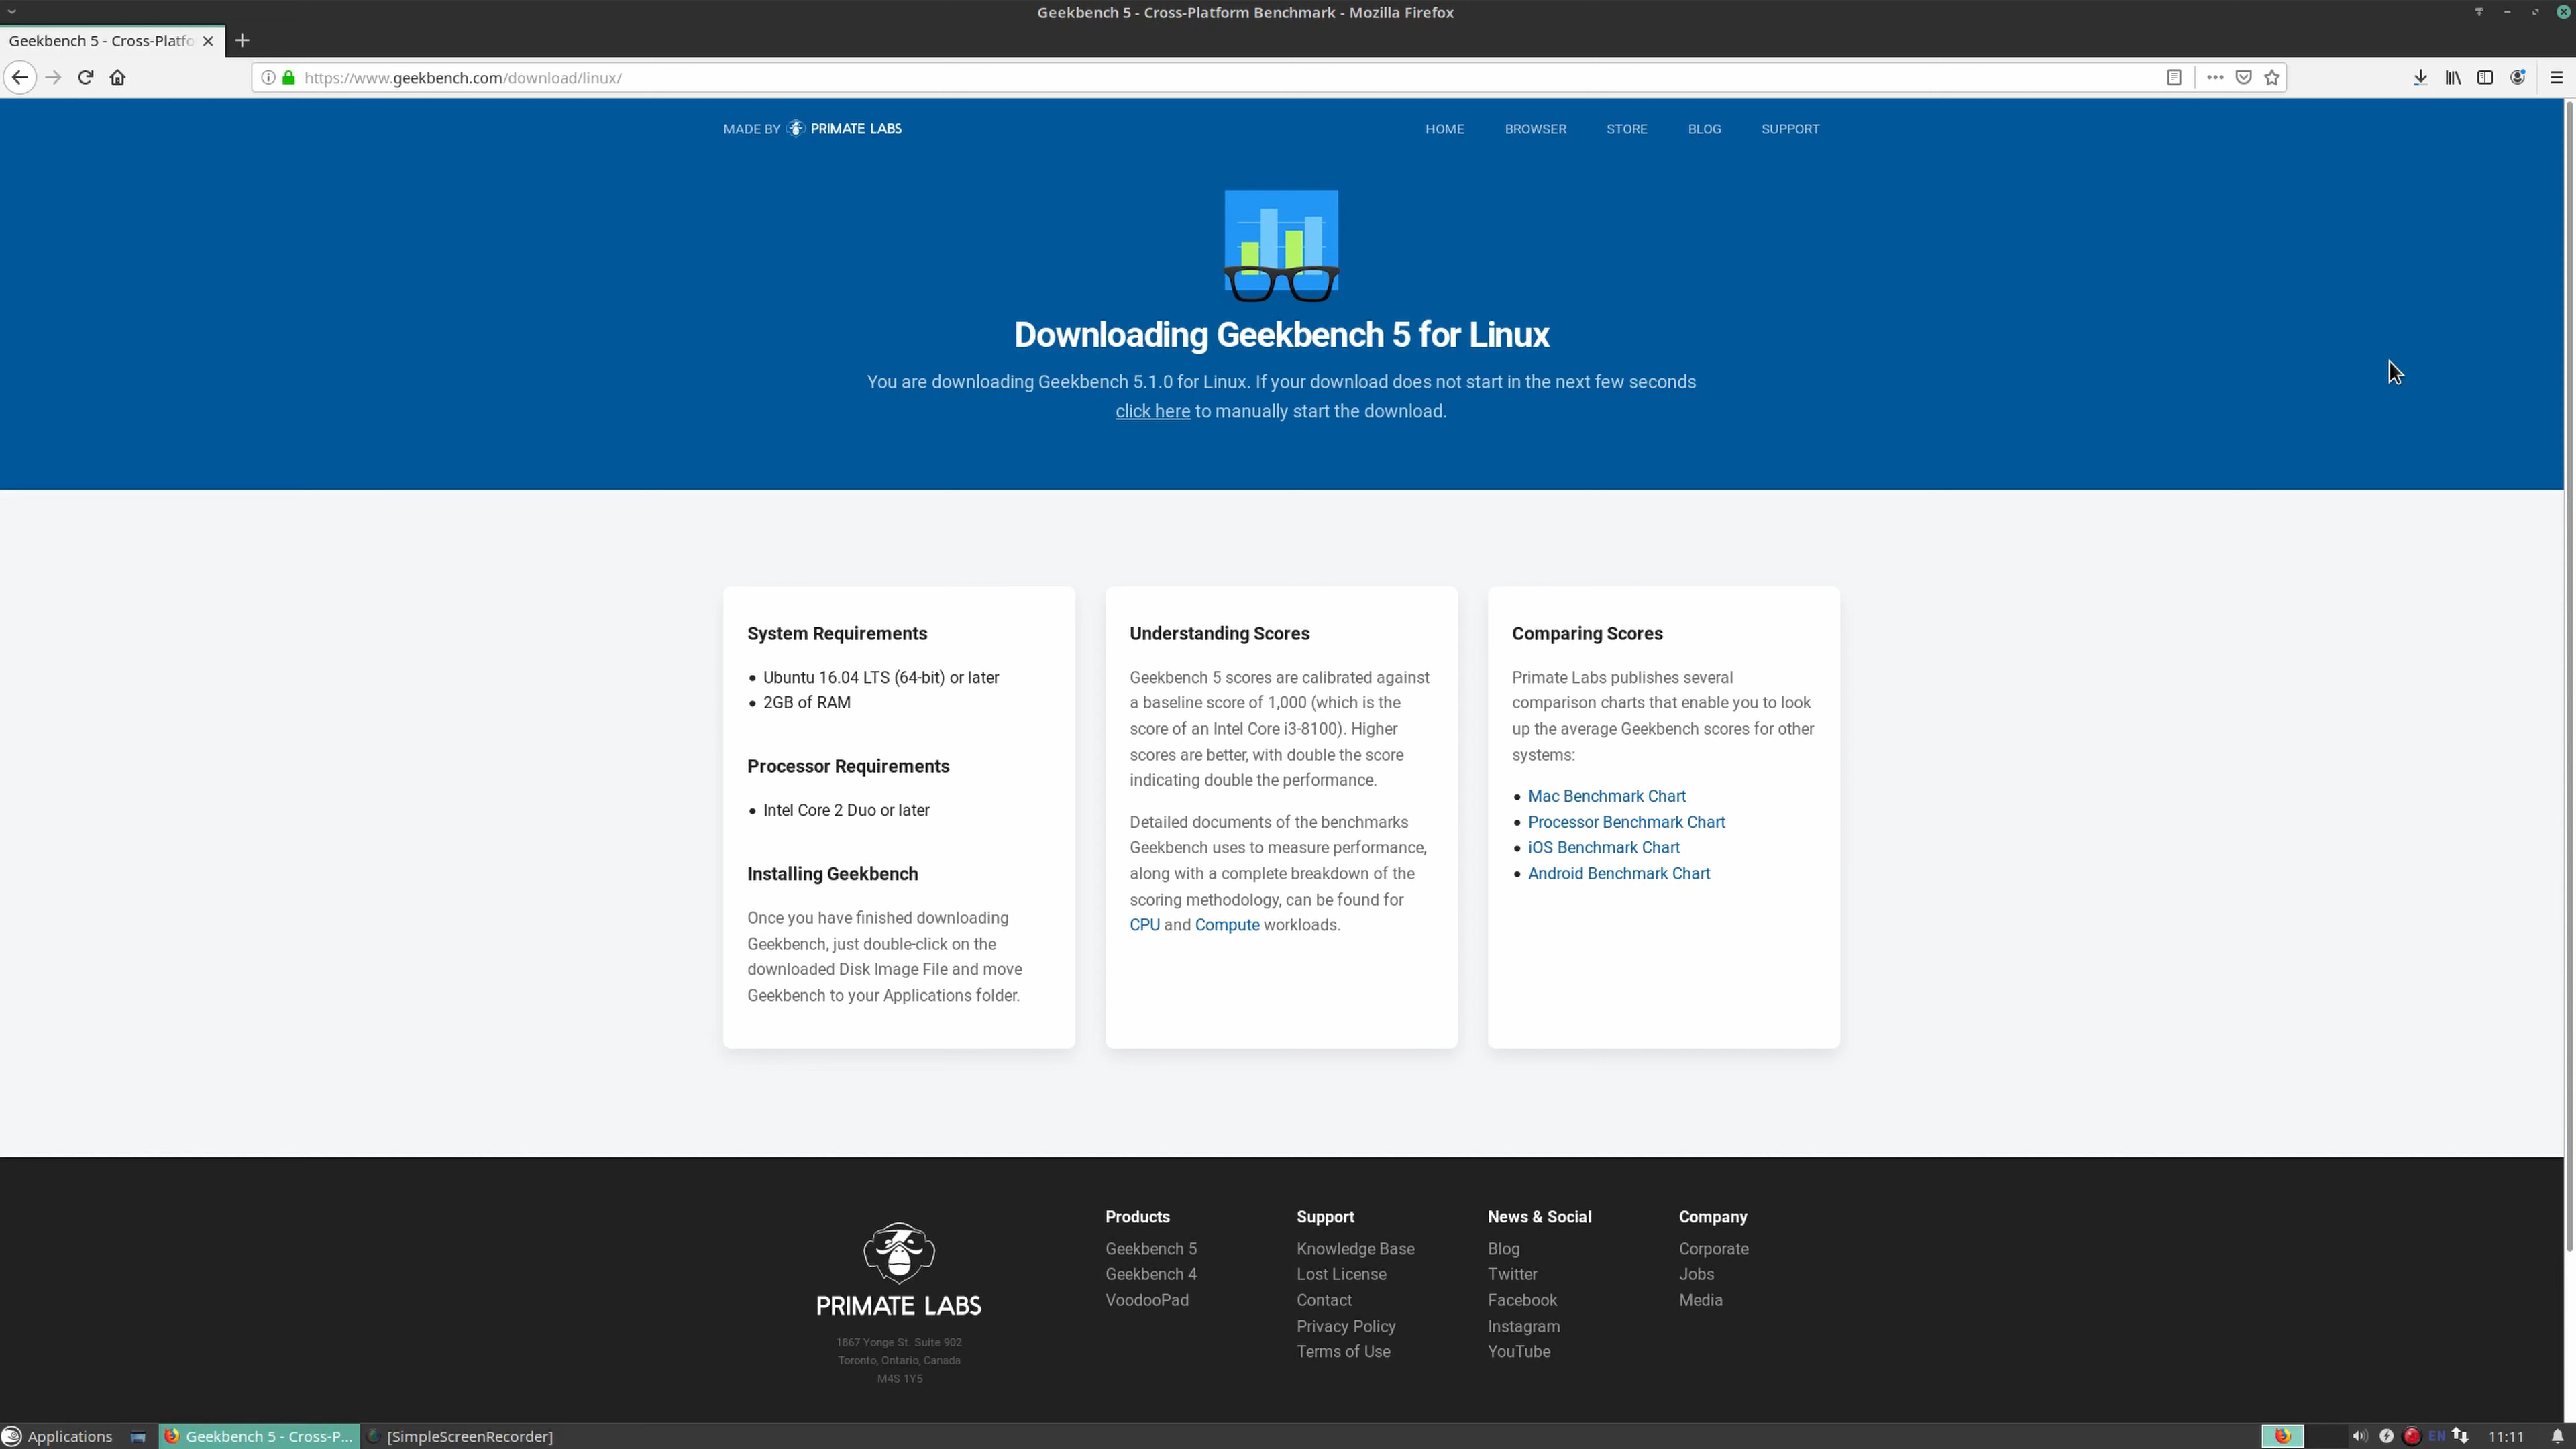 Geekbench 5 - Cross-Platform Benchmark - Mozilla Firefox
Geekbench 5 - Cross-Platfo
https://www.geekbench.com/download/linux/
MADE BY PRIMATE LABS
HOME
BROWSER
STORE
BLOG
SUPPORT
Downloading Geekbench 5 for Linux
You are downloading Geekbench 5.1.0 for Linux. If your download does not start in the next few seconds
click here to manually start the download.
System Requirements
• Ubuntu 16.04 LTS (64-bit) or later
• 2GB of RAM
Processor Requirements
• Intel Core 2 Duo or later
Installing Geekbench
Once you have finished downloading
Geekbench, just double-click on the
downloaded Disk Image File and move
Geekbench to your Applications folder.
Understanding Scores
Geekbench 5 scores are calibrated against
a baseline score of 1,000 (which is the
score of an Intel Core i3-8100). Higher
scores are better, with double the score
indicating double the performance.
Detailed documents of the benchmarks
Geekbench uses to measure performance,
along with a complete breakdown of the
scoring methodology, can be found for
CPU and Compute workloads.
Comparing Scores
Primate Labs publishes several
comparison charts that enable you to look
up the average Geekbench scores for other
systems:
• Mac Benchmark Chart
• Processor Benchmark Chart
• iOS Benchmark Chart
• Android Benchmark Chart
PRIMATE LABS
1867 Yonge St. Suite 902
Toronto, Ontario, Canada
M4S 1Y5
Products
Geekbench 5
Geekbench 4
VoodooPad
Support
Knowledge Base
Lost License
Contact
Privacy Policy
Terms of Use
News & Social
Blog
Twitter
Facebook
Instagram
YouTube
Company
Corporate
Jobs
Media
Applications
Geekbench 5 - Cross-P...
[SimpleScreenRecorder]
EN
11:11